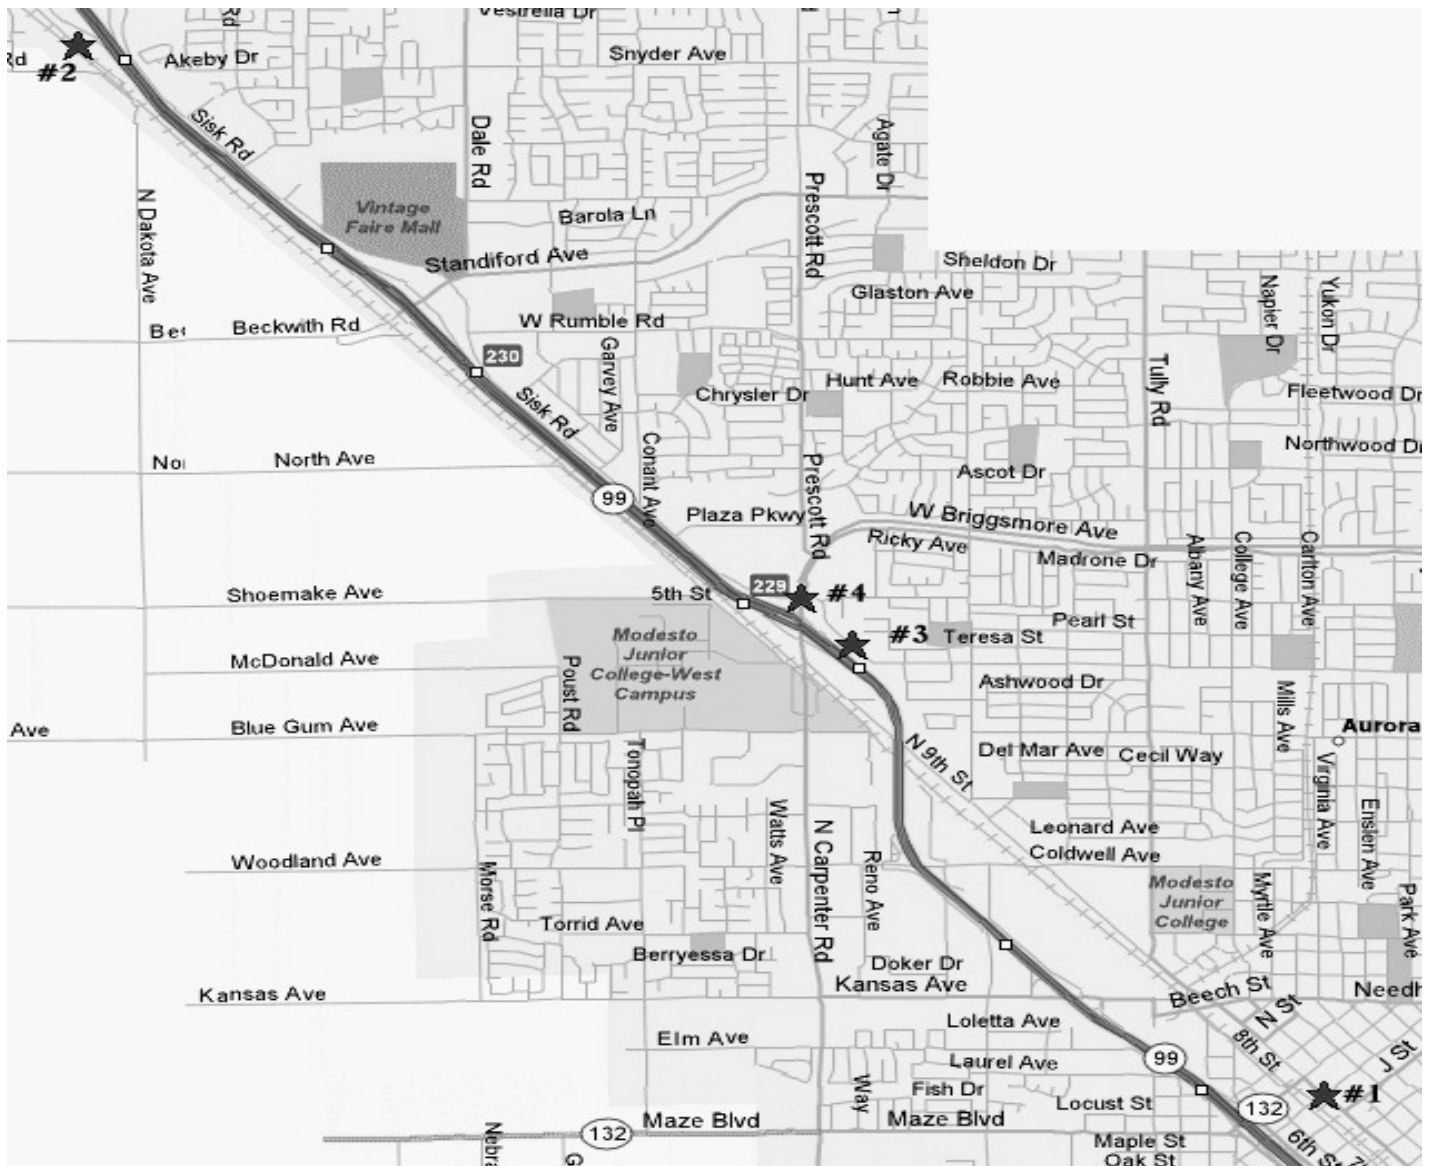 Rd
Vestrella Dr
Rd
#2
Akeby Dr
Snyder Ave
Sisk Rd
Dale Rd
Agate Dr
N Dakota Ave
Vintage
Faire Mall
Barola Ln
Prescott Rd
Standiford Ave
Sheldon Dr
Glaston Ave
Napier Dr
Yukon Dr
Beckwith Rd
W Rumble Rd
230
Garvey Ave
Hunt Ave
Robbie Ave
Tully Rd
Chrysler Dr
Fleetwood Dr
Sisk Rd
Conant Ave
Northwood Dr
North Ave
Prescott Rd
Ascot Dr
99
Plaza Pkwy
W Briggsmore Ave
Ricky Ave
Madrone Dr
Albany Ave
College Ave
Carlton Ave
Shoemake Ave
5th St
229
#4
#3
Teresa St
Pearl St
Modesto
Junior
College-West
Campus
McDonald Ave
Poust Rd
Ashwood Dr
Mills Ave
Ave
Blue Gum Ave
Aurora
N 9th St
Del Mar Ave
Cecil Way
Tonopah Pl
Virginia Ave
Enslen Ave
Watts Ave
N Carpenter Rd
Reno Ave
Leonard Ave
Coldwell Ave
Woodland Ave
Morse Rd
Modesto
Junior
College
Myrtle Ave
Park Ave
Torrid Ave
Berryessa Dr
Doker Dr
Kansas Ave
Kansas Ave
Beech St
N St
Needh
Loletta Ave
Elm Ave
8th St
J St
99
Laurel Ave
Way
Fish Dr
Locust St
132
#1
Maze Blvd
Maze Blvd
132
Nebra
G
Maple St
Oak St
6th St
7